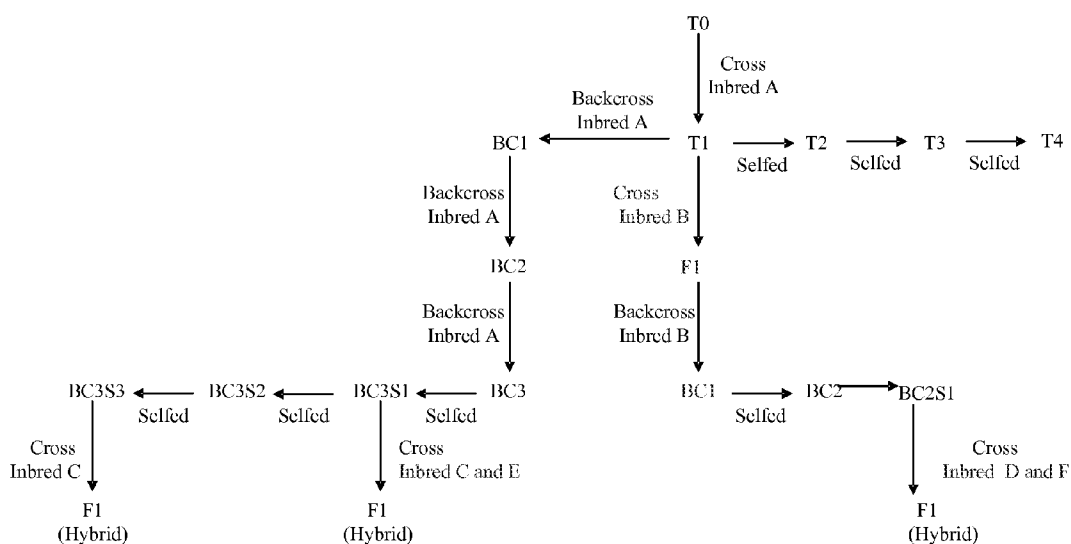 T0
Cross
Inbred A
Backcross
Inbred A
BC1
T1
Selfed
T2
Selfed
T3
Selfed
T4
Backcross
Inbred A
Cross
Inbred B
BC2
F1
Backcross
Inbred A
Backcross
Inbred B
BC3S3
Selfed
BC3S2
Selfed
BC3S1
Selfed
BC3
BC1
Selfed
BC2
BC2S1
Cross
Inbred C
Cross
Inbred C and E
Cross
Inbred D and F
F1
(Hybrid)
F1
(Hybrid)
F1
(Hybrid)